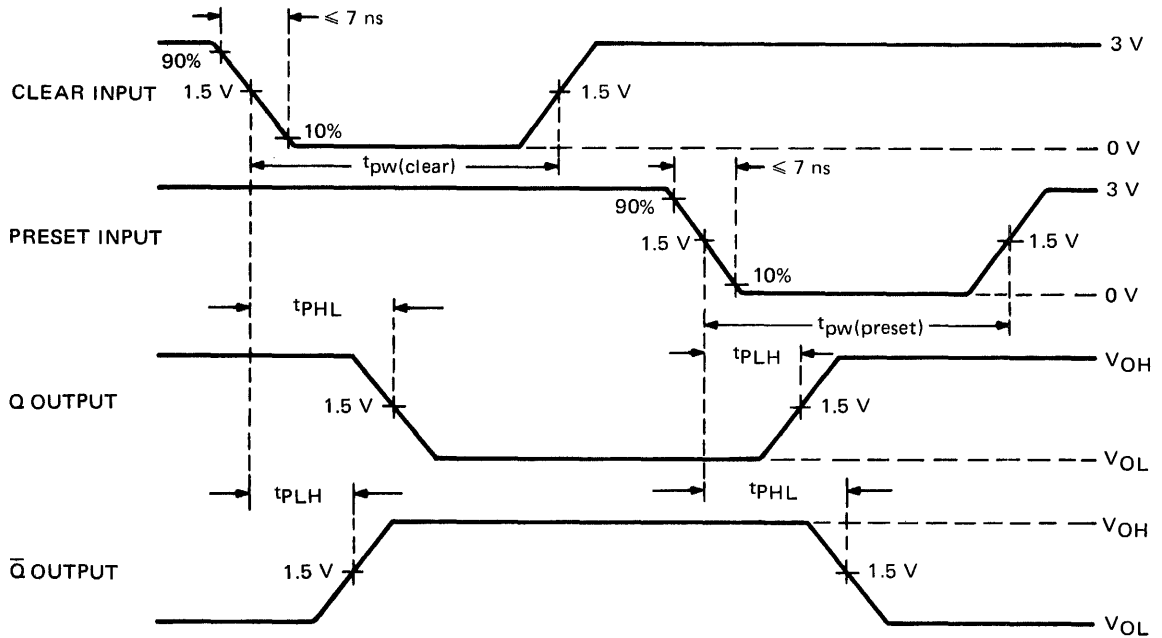 ≤ 7 ns
90%
3 V
CLEAR INPUT
1.5 V
1.5 V
10%
0 V
tpw(clear)
≤ 7 ns
3 V
90%
PRESET INPUT
1.5 V
1.5 V
10%
0 V
tPHL
tpw(preset)
tPLH
VOH
Q OUTPUT
1.5 V
1.5 V
VOL
tPLH
tPHL
VOH
Q̅ OUTPUT
1.5 V
1.5 V
VOL